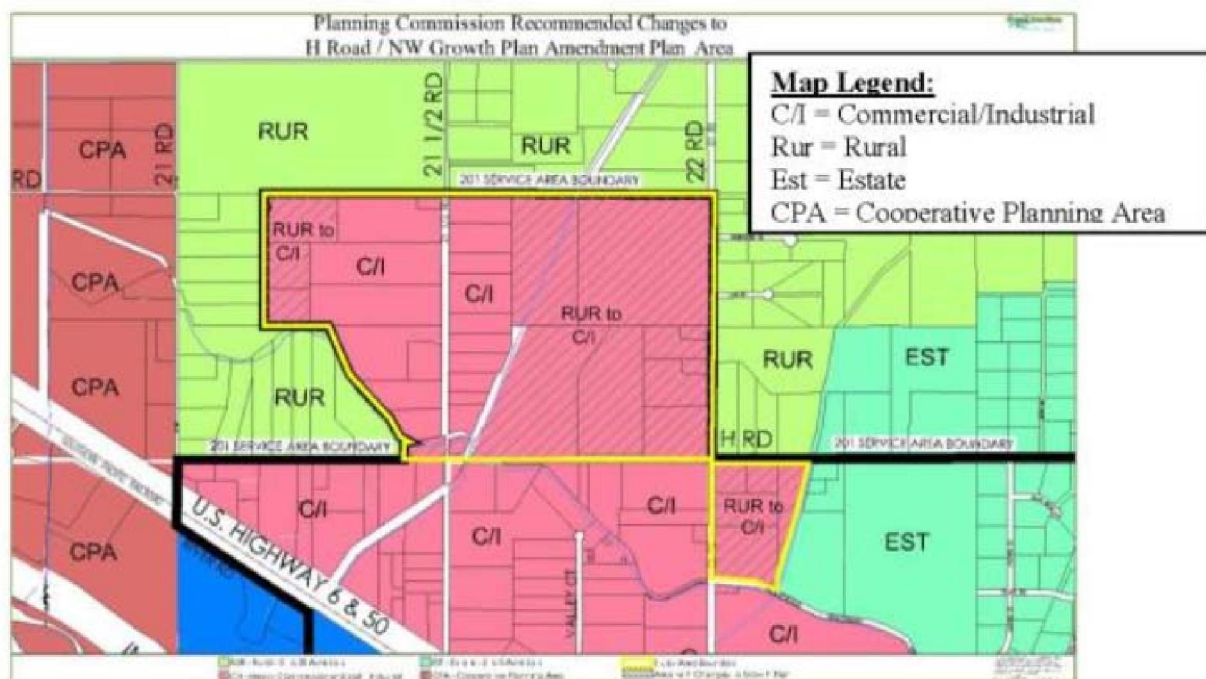 Planning Commission Recommended Changes to
H Road / NW Growth Plan Amendment Plan Area
Map Legend:
C/I = Commercial/Industrial
Rur = Rural
Est = Estate
CPA = Cooperative Planning Area
RD
CPA
21 RD
RUR
21 1/2 RD
RUR
22 RD
201 SERVICE AREA BOUNDARY
RUR to
C/I
C/I
C/I
RUR to
C/I
CPA
RUR
EST
CPA
RUR
201 SERVICE AREA BOUNDARY
H RD
201 SERVICE AREA BOUNDARY
C/I
C/I
C/I
RUR to
C/I
EST
CPA
U.S. HIGHWAY 6 & 50
VALLEY CT
C/I